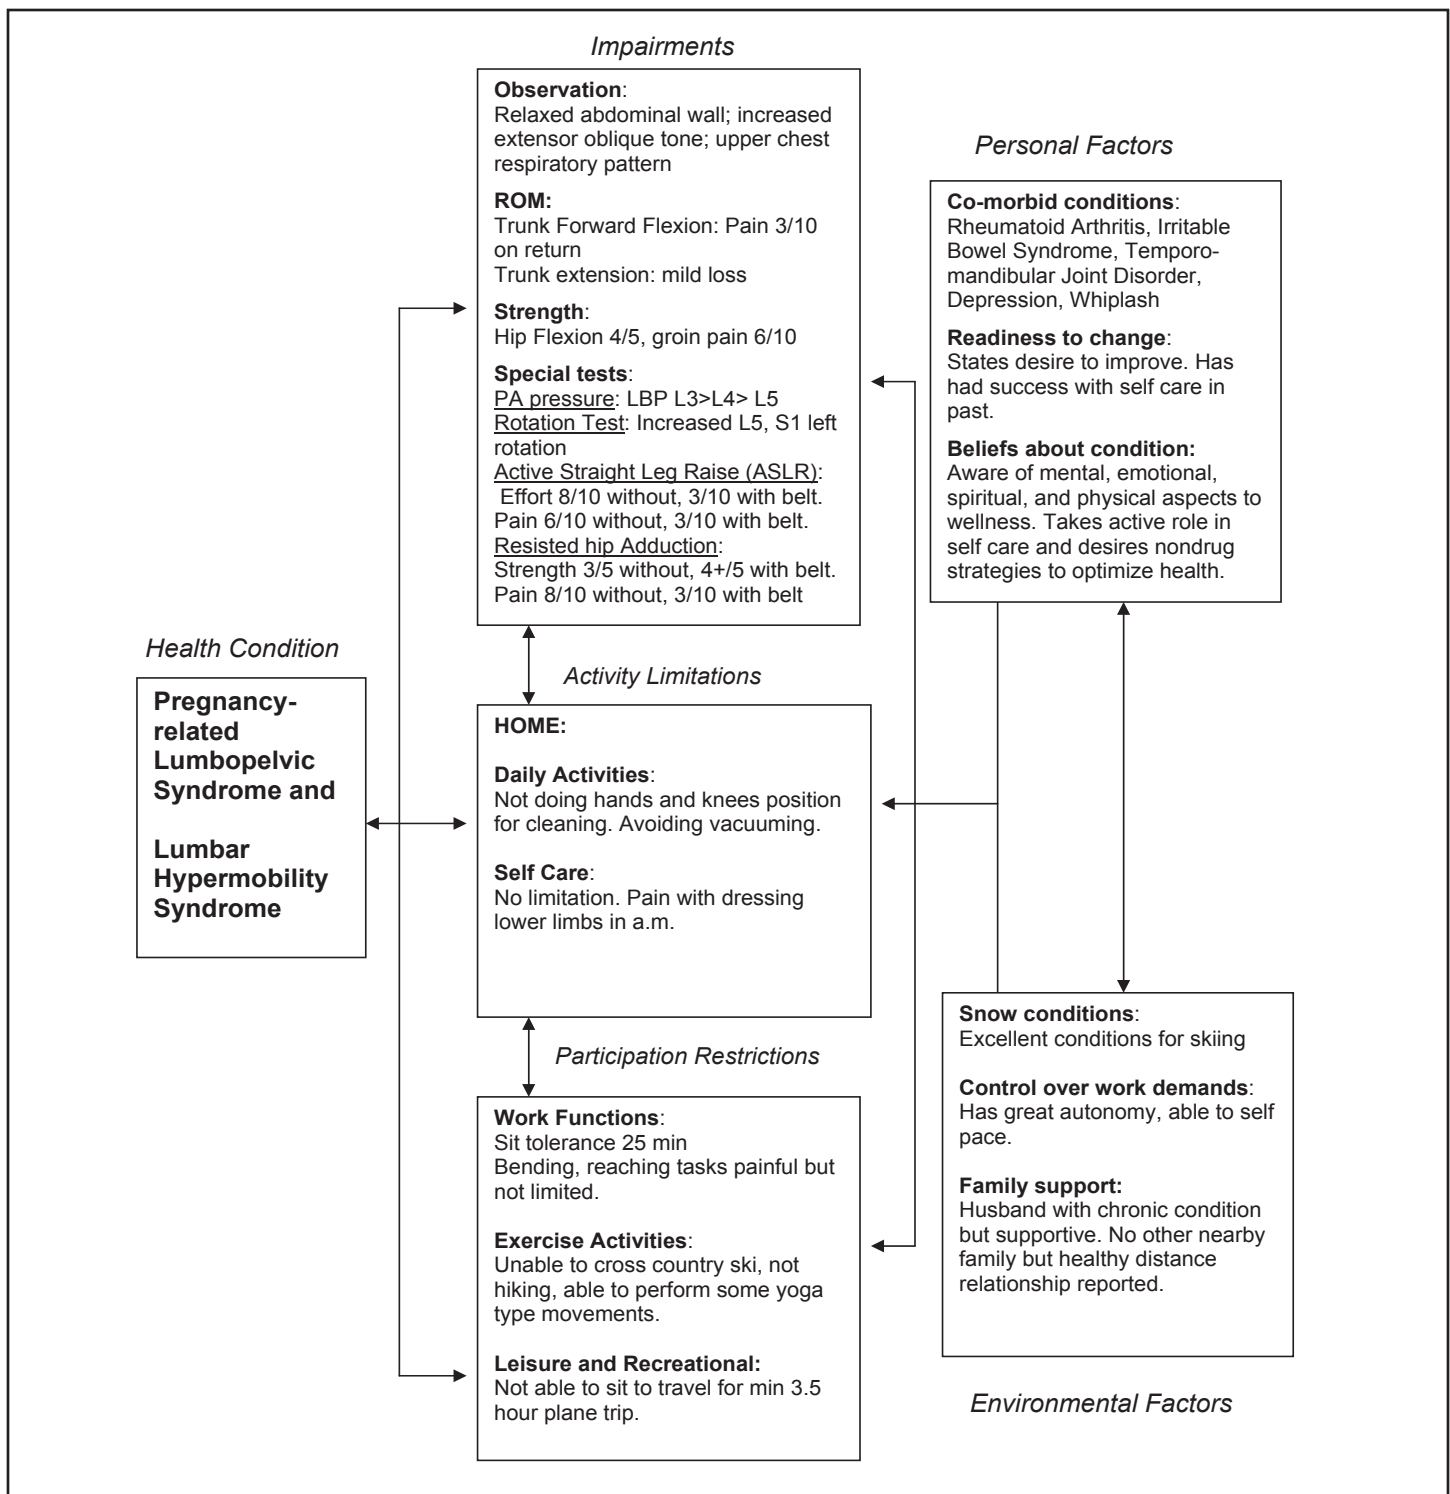 Impairments
Observation:
Relaxed abdominal wall; increased
extensor oblique tone; upper chest
respiratory pattern
ROM:
Trunk Forward Flexion: Pain 3/10
on return
Trunk extension: mild loss
Strength:
Hip Flexion 4/5, groin pain 6/10
Special tests:
PA pressure: LBP L3>L4> L5
Rotation Test: Increased L5, S1 left
rotation
Active Straight Leg Raise (ASLR):
Effort 8/10 without, 3/10 with belt.
Pain 6/10 without, 3/10 with belt.
Resisted hip Adduction:
Strength 3/5 without, 4+/5 with belt.
Pain 8/10 without, 3/10 with belt
Personal Factors
Co-morbid conditions:
Rheumatoid Arthritis, Irritable
Bowel Syndrome, Temporo-
mandibular Joint Disorder,
Depression, Whiplash
Readiness to change:
States desire to improve. Has
had success with self care in
past.
Beliefs about condition:
Aware of mental, emotional,
spiritual, and physical aspects to
wellness. Takes active role in
self care and desires nondrug
strategies to optimize health.
Health Condition
Pregnancy-
related
Lumbopelvic
Syndrome and
Lumbar
Hypermobility
Syndrome
Activity Limitations
HOME:
Daily Activities:
Not doing hands and knees position
for cleaning. Avoiding vacuuming.
Self Care:
No limitation. Pain with dressing
lower limbs in a.m.
Participation Restrictions
Work Functions:
Sit tolerance 25 min
Bending, reaching tasks painful but
not limited.
Exercise Activities:
Unable to cross country ski, not
hiking, able to perform some yoga
type movements.
Leisure and Recreational:
Not able to sit to travel for min 3.5
hour plane trip.
Snow conditions:
Excellent conditions for skiing
Control over work demands:
Has great autonomy, able to self
pace.
Family support:
Husband with chronic condition
but supportive. No other nearby
family but healthy distance
relationship reported.
Environmental Factors